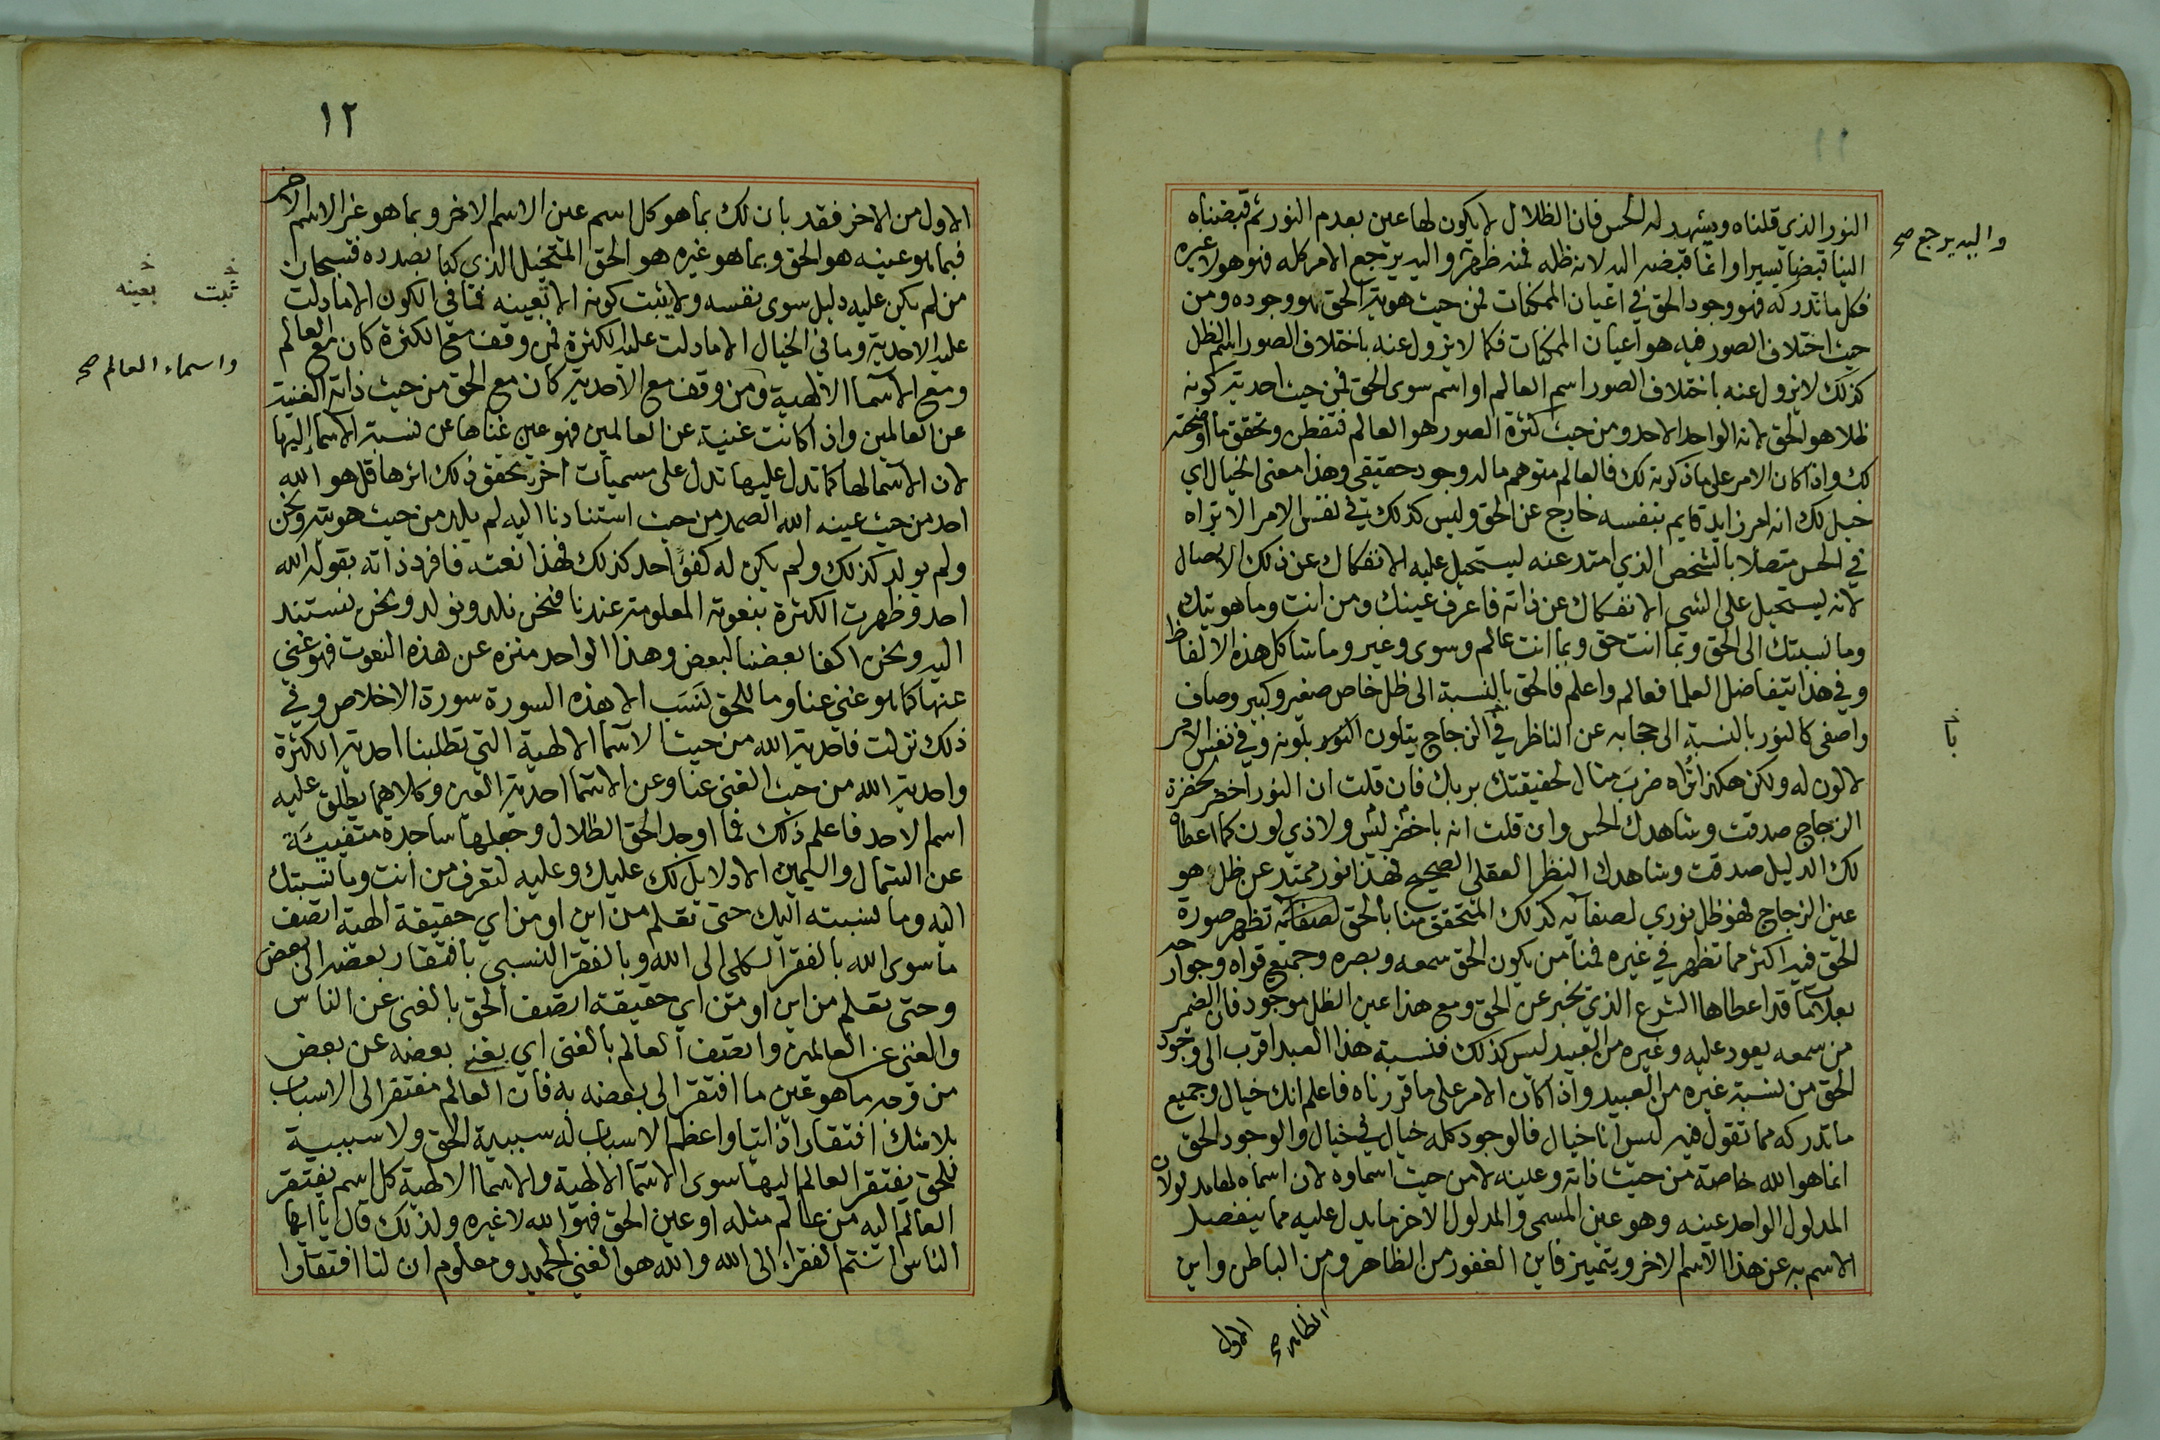 النور الذي قلناه ويشهد له الحس فان الظلال لا يكون لها عين بعدم النور ثم قبضناه
الينا قبضا يسيرا وانما قبضه اليه لانه ظله فمنه ظهر واليه يرجع الامر كله فهو هو لا غيره
واليه يرجع صح
فكل ما تدركه فهو وجود الحق في اعيان الممكنات فمن حيث هوية الحق هو وجوده ومن
حيث اختلاف الصور فيه هو اعيان الممكنات فكما لا يزول عنه باختلاف الصور اسم الظل
كذلك لا يزول عنه باختلاف الصور اسم العالم او اسم سوى الحق فمن حيث احدية كونه
ظلا هو الحق لانه الواحد الاحد ومن حيث كثرة الصور هو العالم فتفطن وتحقق ما اوضحته
لك واذا كان الامر على ما ذكرته لك فالعالم متوهم ما له وجود حقيقي وهذا معنى الخيال اي
خيل لك انه امر زايد قايم بنفسه خارج عن الحق وليس كذلك في نفس الامر الا تراه
في الحس متصلا بالشخص الذي امتد عنه ليستحيل عليه الانفكاك عن ذلك الاتصال
لانه يستحيل على الشي الانفكاك عن ذاته فاعرف عينك ومن انت وما هويتك
وما نسبتك الى الحق وبما انت حق وبما انت عالم وسوى وغير وما شاكل هذه الالفاظ
وفي هذا يتفاضل العلما فعالم واعلم فالحق بالنسبة الى ظل خاص صغير وكبير وصاف
واصفى كالنور بالنسبة الى حجابه عن الناظر في الزجاج يتلون النور بلونه وفي نفس الامر
با خ
لا لون له ولكن هكذا تراه ضرب مثال لحقيقتك بربك فان قلت ان النور اخضر لخضرة
الزجاج صدقت وشاهدك الحس وان قلت انه باخضر ليس ولا ذي لون كما اعطاه
لك الدليل صدقت وشاهدك النظر العقلي الصحيح فهذا نور ممتد عن ظل هو
عين الزجاج فهو ظل نوري لصفايه كذلك المتحقق منا بالحق لصفاته تظهر صورة
الحق فيه اكثر مما تظهر في غيره فمنا من يكون الحق سمعه وبصره وجميع قواه وجوارحه
بعلامات قد اعطاها الشرع الذي يخبر عن الحق ومع هذا عين الظل موجود فان الضمير
من سمعه يعود عليه وغيره من العبيد ليس كذلك فنسبة هذا العبد اقرب الى وجود
الحق من نسبة غيره من العبيد واذا كان الامر على ما قررناه فاعلم انك خيال وجميع
ما تدركه مما تقول فيه ليس انا خيال فالوجود كله خيال في خيال والوجود الحق
انما هو الله خاصة من حيث ذاته وعينه لا من حيث اسماوه لان اسماه لها مدلولان
المدلول الواحد عينه وهو عين المسمى والمدلول الاخر ما يدل عليه مما ينفصل
الاسم به عن هذا الاسم الاخر ويتميز فاين الغفور من الظاهر ومن الباطن واين
الظاهر صح
الاول
١٢
الاول من الاخر فقد بان لك بما هو كل اسم عين الاسم الاخر وبما هو غير الاسم الاخر
فبما هو عينه هو الحق وبما هو غيره هو الحق المتخيل الذي كنا بصدده فسبحان
من لم يكن عليه دليل سوى نفسه ولا يثبت كونه الا تعينه فما في الكون الا ما دلت
ثبت خ بعينه خ
عليه الاحدية وما في الخيال الا ما دلت عليه الكثرة فمن وقف مع الكثرة كان مع العالم
واسماء العالم صح
ومع الاسما الالهية ومن وقف مع الاحدية كان مع الحق من حيث ذاته الغنية
عن العالمين واذا كانت غنية عن العالمين فهو عين غناها عن نسبة الاسما اليها
لان الاسما لها كما تدل عليها تدل على مسميات اخر تحقق ذلك اثرها قل هو الله
احد من حيث عينه الله الصمد من حيث استنادنا اليه لم يلد من حيث هويته ونحن
ولم يولد كذلك ولم يكن له كفوا احد كذلك فهذا نعته فافرد ذاته بقوله الله
احد وظهرت الكثرة بنعوته المعلومة عندنا فنحن نلد ونولد ونحن نستند
اليه ونحن اكفا بعضنا لبعض وهذا الواحد منزه عن هذه النعوت فهو غني
عنها كما هو غني عنا وما للحق نسب الا هذه السورة سورة الاخلاص وفي
ذلك نزلت فاحدية الله من حيث الاسما الالهية التي تطلبنا احدية الكثرة
واحدية الله من حيث الغنى عنا وعن الاسما احدية العين وكلاهما يطلق عليه
اسم الاحد فاعلم ذلك فما اوجد الحق الظلال وجعلها ساجدة متفيية
عن الشمال واليمين الا دلايل لك عليك وعليه لتعرف من انت وما نسبتك
اليه وما نسبته اليك حتى تعلم من اين او من اي حقيقة الهية اتصف
ما سوى الله بالفقر الكلي الى الله وبالفقر النسبي بافتقار بعضه الى بعض
وحتى تعلم من اين او من اي حقيقة اتصف الحق بالغنى عن الناس
والغنى عن العالمين واتصف العالم بالغنى اي بغنى بعضه عن بعض
من وجه ما هو عين ما افتقر الى بعضه به فان العالم مفتقر الى الاسباب
بلا شك افتقارا ذاتيا واعظم الاسباب له سببية الحق ولا سببية
للحق يفتقر العالم اليها سوى الاسما الالهية والاسما الالهية كل اسم يفتقر
العالم اليه من عالم مثله او عين الحق فهو الله لا غيره ولذلك قال يا ايها
الناس انتم الفقراء الى الله والله هو الغني الحميد ومعلوم ان لنا افتقارا